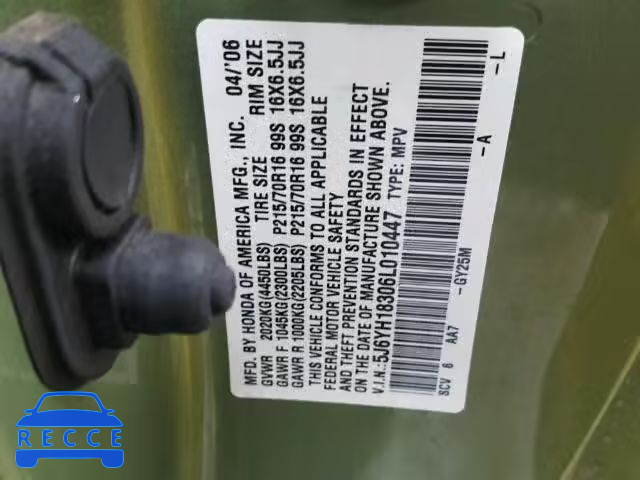 MFD. BY HONDA OF AMERICA MFG., INC. 04/'06
GVWR 2020KG(4450LBS) TIRE SIZE RIM SIZE
GAWR F 1045KG(2300LBS) P215/70R16 99S 16X6.5JJ
GAWR R 1000KG(2205LBS) P215/70R16 99S 16X6.5JJ
THIS VEHICLE CONFORMS TO ALL APPLICABLE
FEDERAL MOTOR VEHICLE SAFETY
AND THEFT PREVENTION STANDARDS IN EFFECT
ON THE DATE OF MANUFACTURE SHOWN ABOVE.
V.I.N.:5J6YH18306L010447 TYPE: MPV
-GY25M -A -L
SCV 6 AA7
RECCE